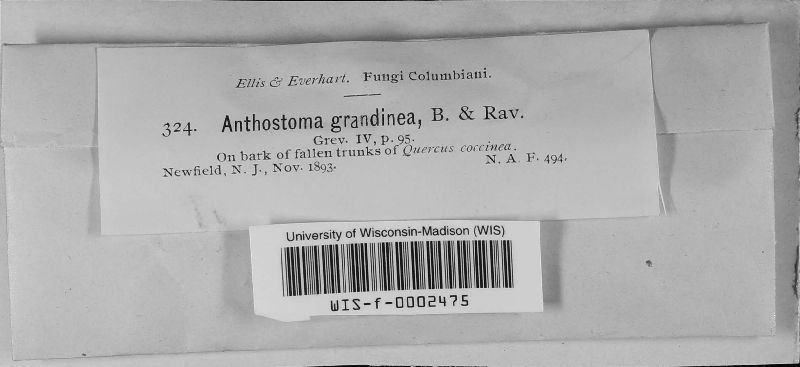 Ellis & Everhart. Fungi Columbiani.
324. Anthostoma grandinea, B. & Rav.
Grev. IV, p. 95.
On bark of fallen trunks of Quercus coccinea.
Newfield, N. J., Nov. 1893. N. A. F. 494.
University of Wisconsin-Madison (WIS)
WIS-f-0002475